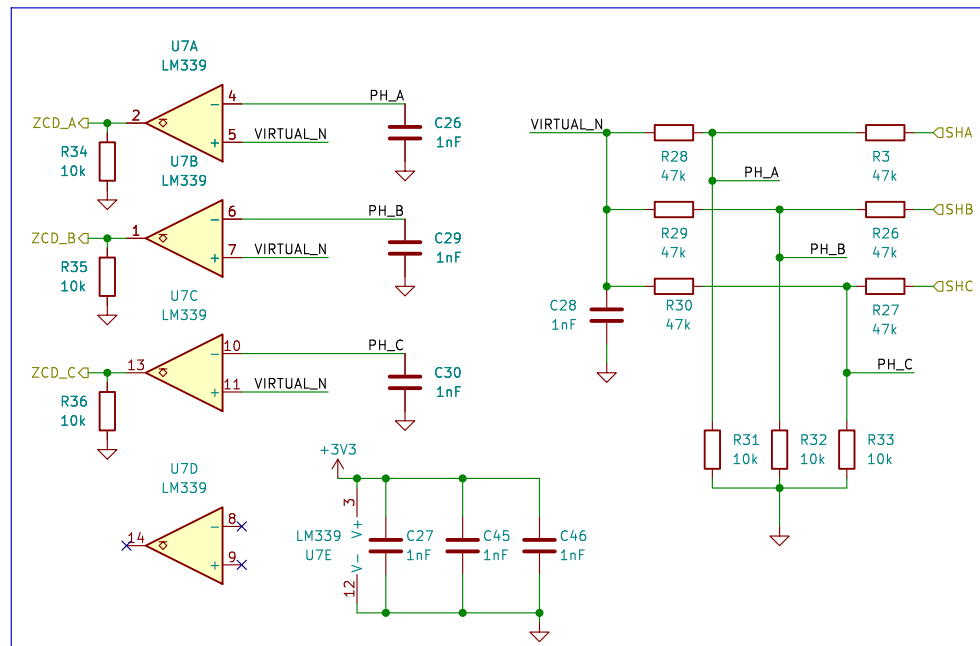 U7A
LM339
2
4
5
ZCD_A
PH_A
VIRTUAL_N
R34
10k
C26
1nF
U7B
LM339
1
6
7
ZCD_B
PH_B
VIRTUAL_N
R35
10k
C29
1nF
U7C
LM339
13
10
11
ZCD_C
PH_C
VIRTUAL_N
R36
10k
C30
1nF
U7D
LM339
14
8
9
+3V3
3
V+
LM339
U7E
V-
12
C27
1nF
C45
1nF
C46
1nF
VIRTUAL_N
R28
47k
R3
47k
SHA
PH_A
R29
47k
R26
47k
SHB
PH_B
R30
47k
R27
47k
SHC
C28
1nF
PH_C
R31
10k
R32
10k
R33
10k